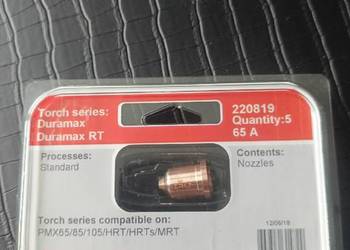 Torch series:
Duramax
Duramax RT
220819
Quantity:5
65 A
Processes:
Standard
Contents:
Nozzles
Torch series compatible on:
PMX65/85/105/HRT/HRTs/MRT
12/06/18